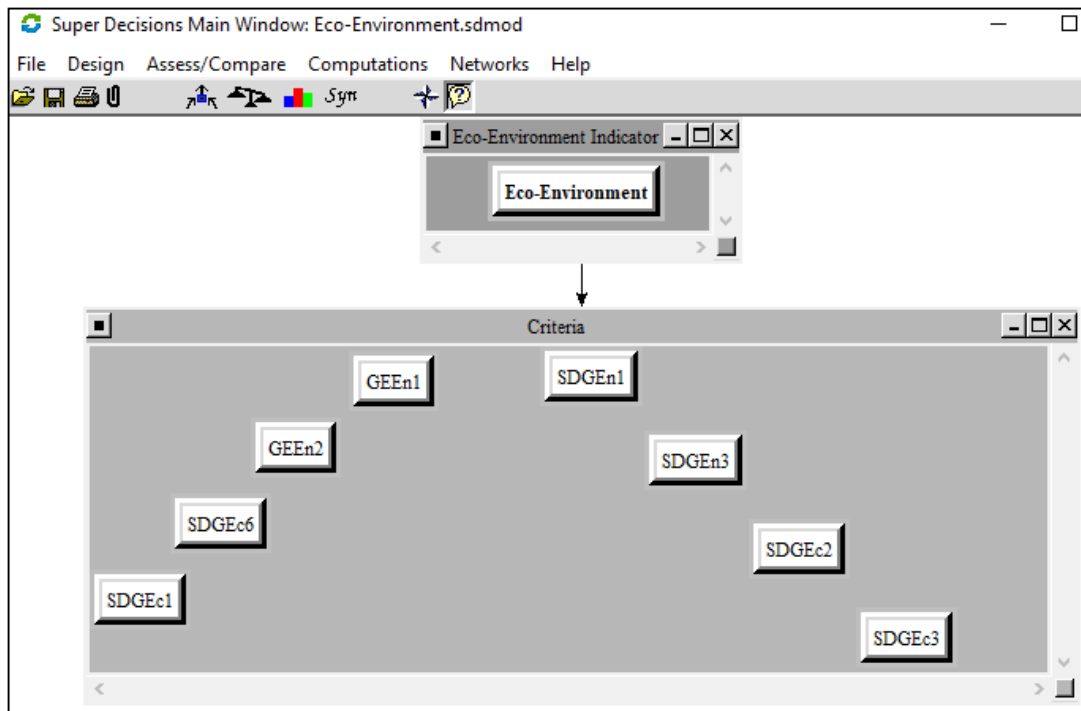 Super Decisions Main Window: Eco-Environment.sdmod
File Design Assess/Compare Computations Networks Help
Syn
Eco-Environment Indicator
Eco-Environment
Criteria
GEEn1
SDGEn1
GEEn2
SDGEn3
SDGEc6
SDGEc2
SDGEc1
SDGEc3